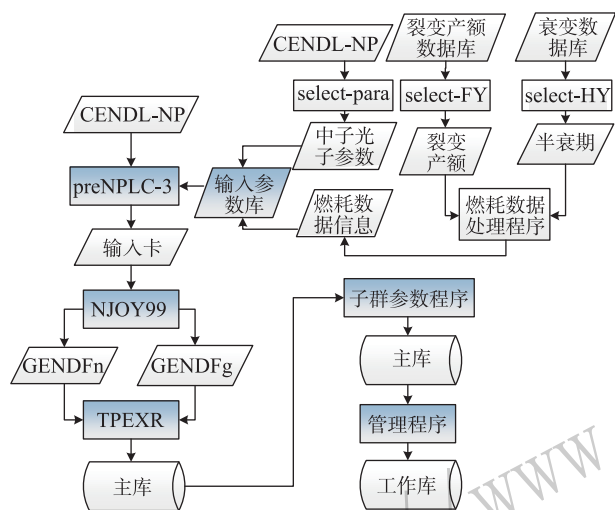 CENDL-NP
裂变产额
数据库
衰变数
据库
select-para
select-FY
select-HY
CENDL-NP
中子光
子参数
裂变
产额
半衰期
preNPLC-3
输入参
数库
燃耗数
据信息
燃耗数据
处理程序
输入卡
NJOY99
子群参数程序
GENDFn
GENDFg
主库
TPEXR
管理程序
主库
工作库
WWW